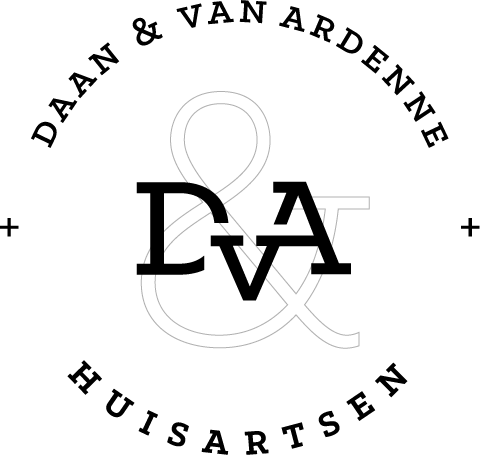 DAAN & VAN ARDENNE
&
DVA
+ +
HUISARTSEN